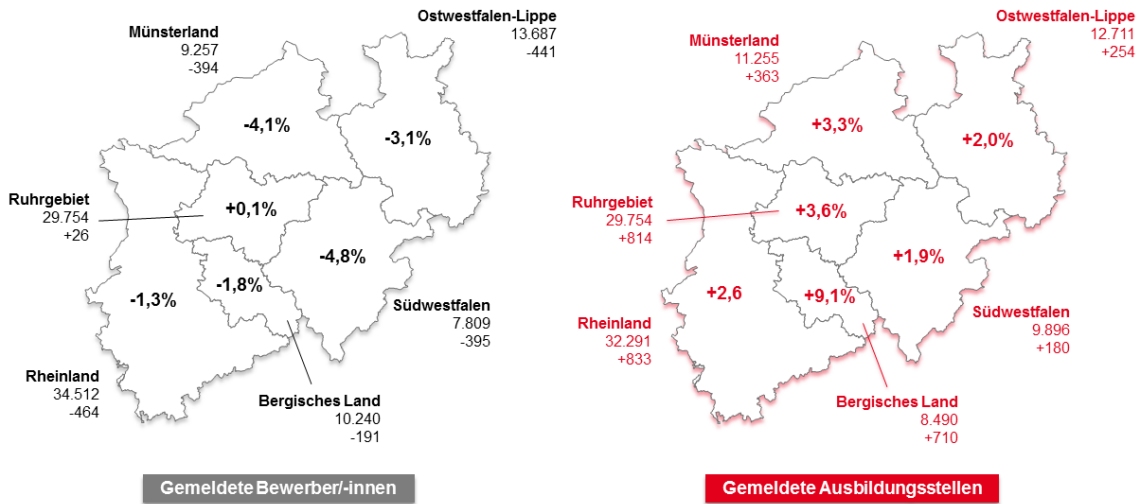 Ostwestfalen-Lippe
13.687
-441
Münsterland
9.257
-394
-4,1%
-3,1%
Ruhrgebiet
29.754
+26
+0,1%
-4,8%
-1,8%
-1,3%
Südwestfalen
7.809
-395
Rheinland
34.512
-464
Bergisches Land
10.240
-191
Gemeldete Bewerber/-innen
Ostwestfalen-Lippe
12.711
+254
Münsterland
11.255
+363
+3,3%
+2,0%
Ruhrgebiet
29.754
+814
+3,6%
+1,9%
+2,6
+9,1%
Rheinland
32.291
+833
Südwestfalen
9.896
+180
Bergisches Land
8.490
+710
Gemeldete Ausbildungsstellen